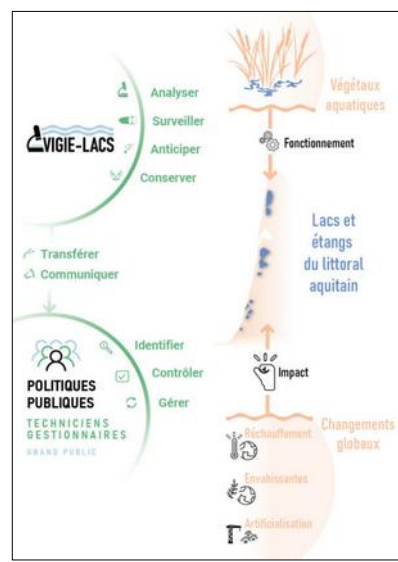 Analyser
Surveiller
VIGIE-LACS
Anticiper
Conserver
Transférer
Communiquer
Identifier
Contrôler
Gérer
POLITIQUES
PUBLIQUES
TECHNICIENS
GESTIONNAIRES
GRAND PUBLIC
Végétaux
aquatiques
Fonctionnement
Lacs et
étangs
du littoral
aquitain
Impact
Changements
globaux
Réchauffement
Envahissantes
Artificialisation